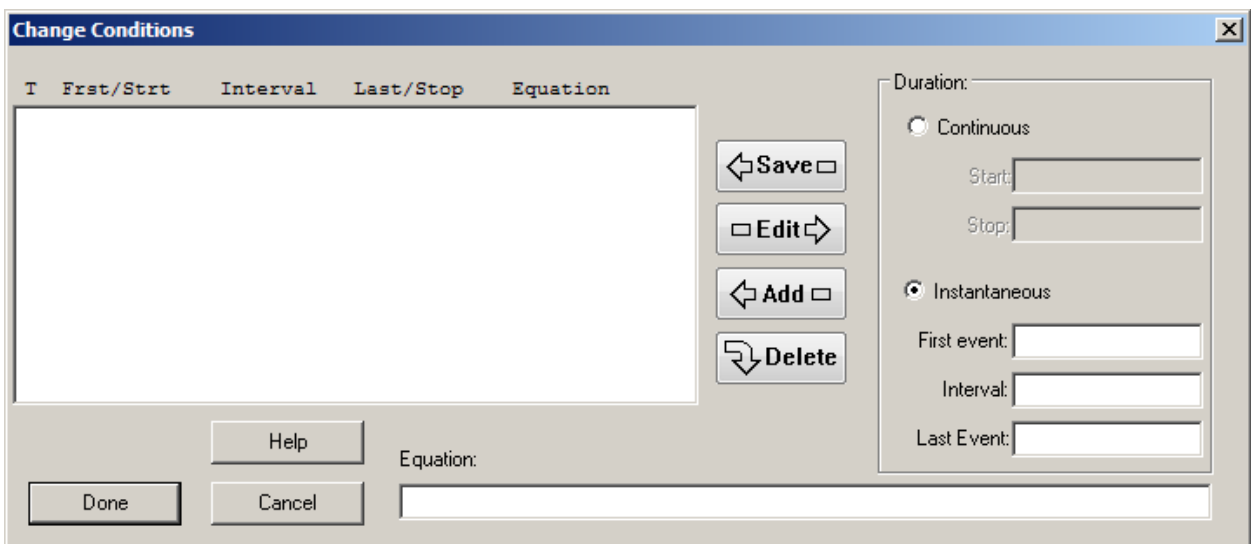 Change Conditions
T Frst/Strt Interval Last/Stop Equation
Save
Edit
Add
Delete
Duration:
Continuous
Start:
Stop:
Instantaneous
First event:
Interval:
Last Event:
Help
Equation:
Done
Cancel